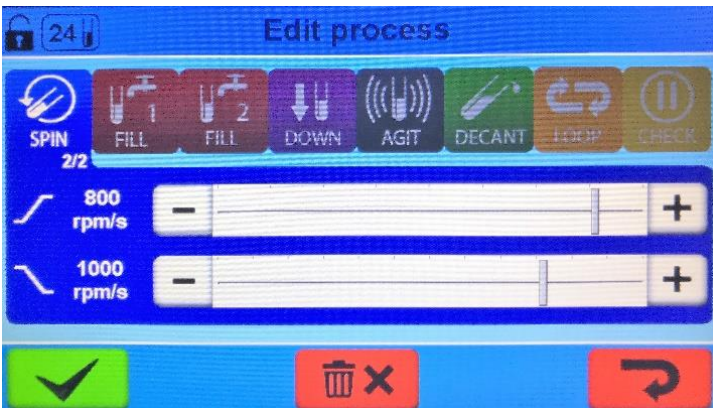 24
Edit process
SPIN
2/2
1
FILL
2
FILL
DOWN
AGIT
DECANT
LOOP
CHECK
800
rpm/s
- +
1000
rpm/s
- +